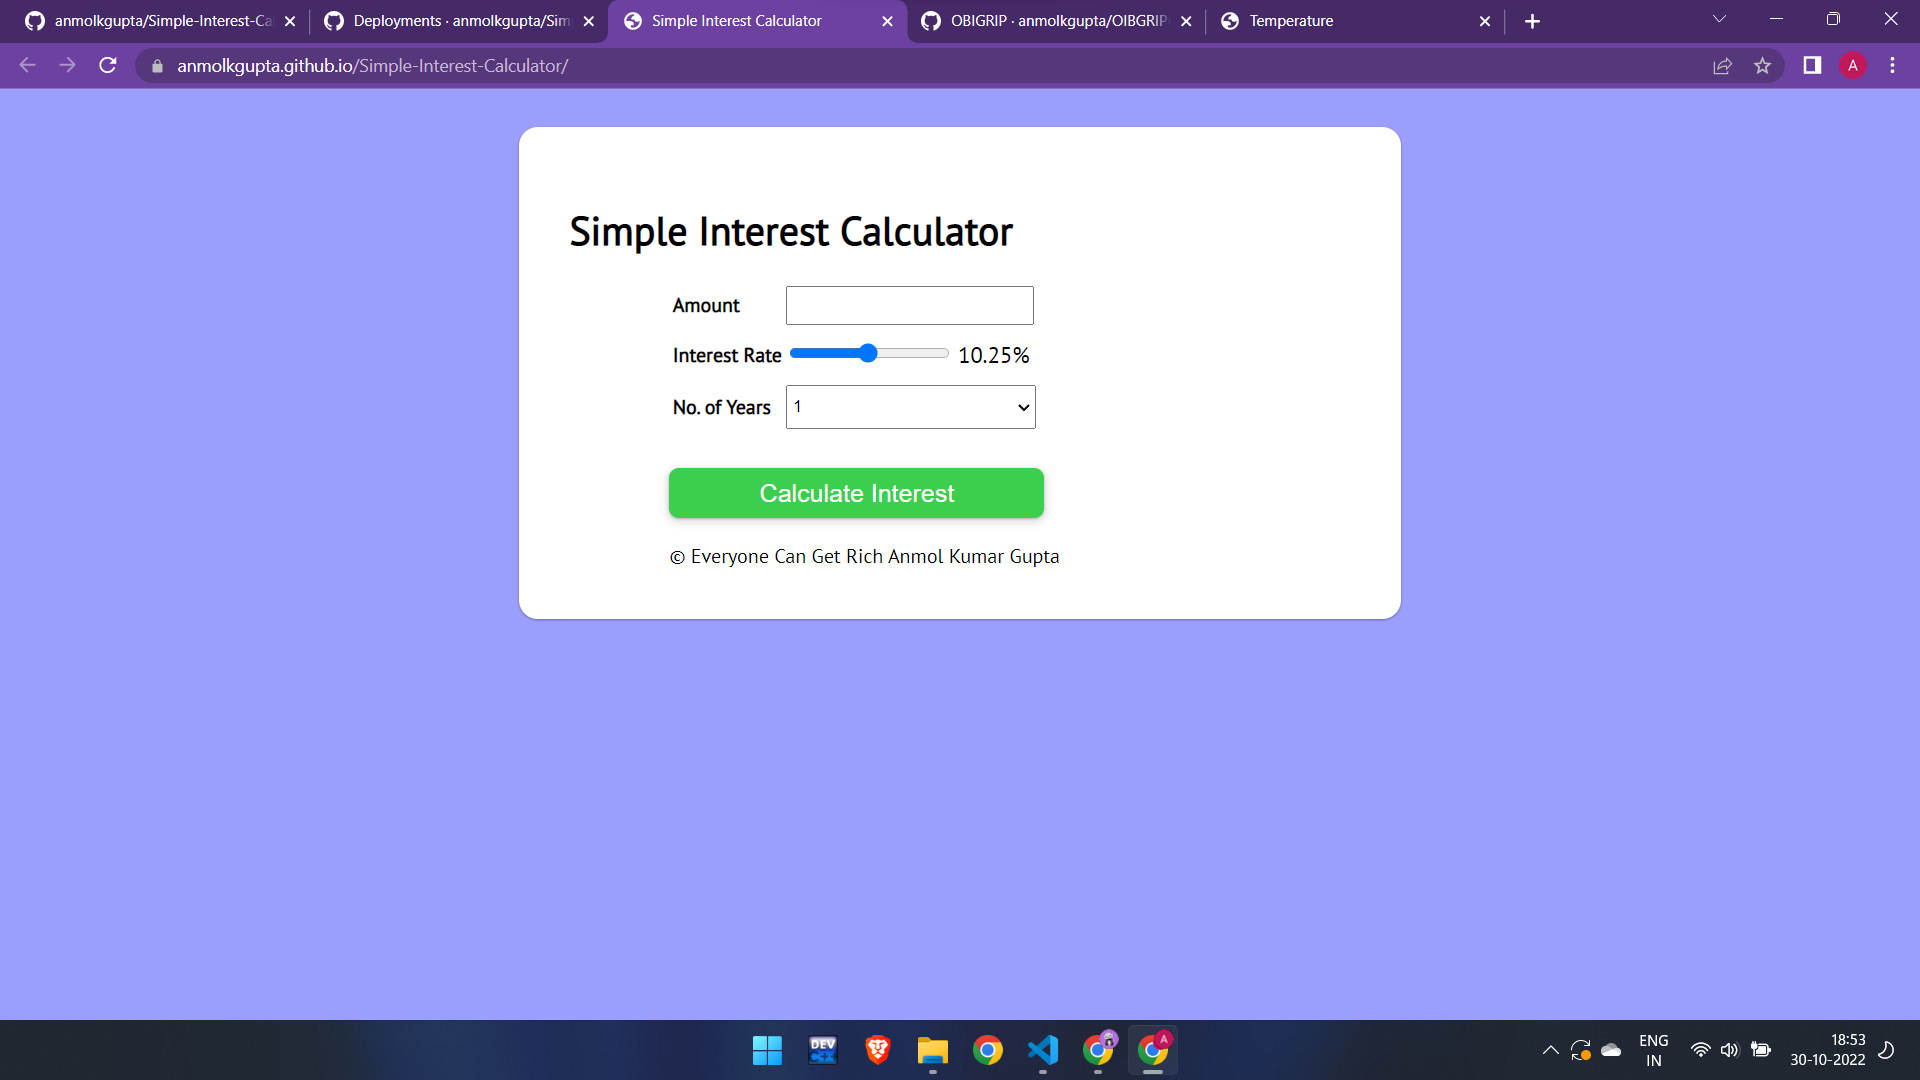 anmolkgupta/Simple-Interest-Ca
Deployments · anmolkgupta/Sim
Simple Interest Calculator
OBIGRIP · anmolkgupta/OIBGRIP
Temperature
anmolkgupta.github.io/Simple-Interest-Calculator/
A
Simple Interest Calculator
Amount
Interest Rate 10.25%
No. of Years 1
Calculate Interest
© Everyone Can Get Rich Anmol Kumar Gupta
DEV
C++
A
ENG
IN
18:53
30-10-2022